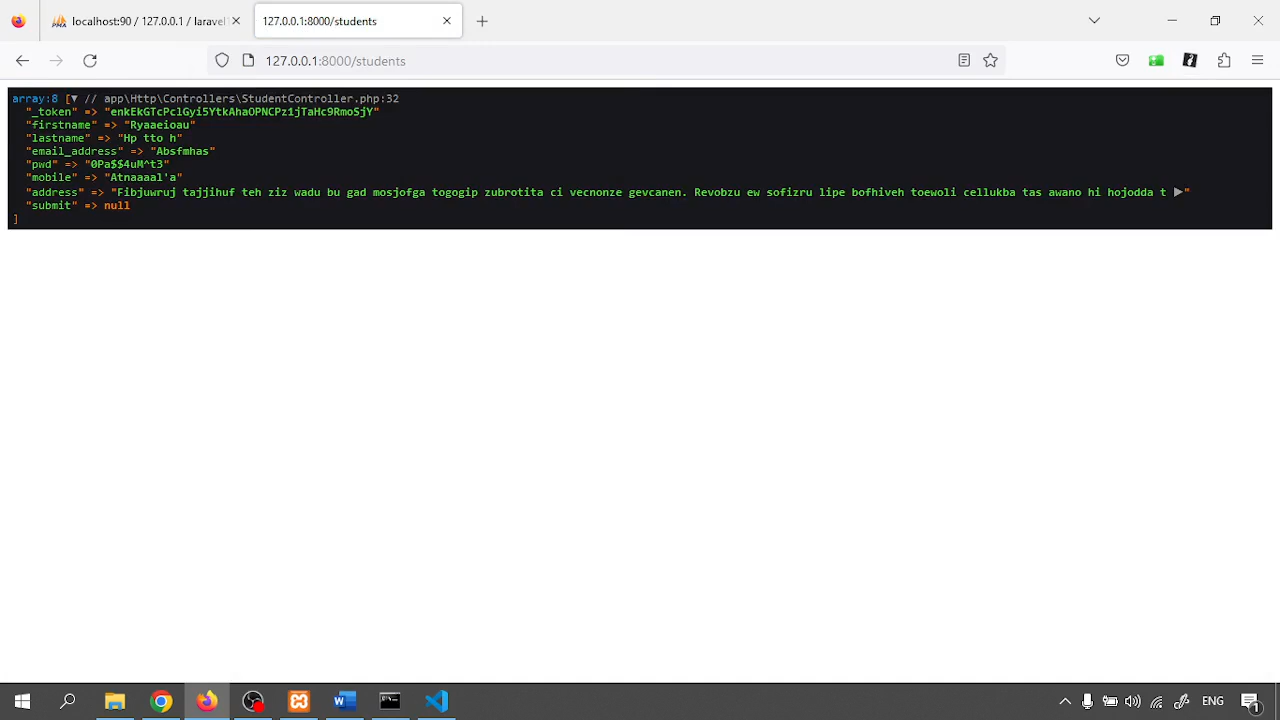 localhost:90 / 127.0.0.1 / laravel
127.0.0.1:8000/students
127.0.0.1:8000/students
array:8 [▼ // app\Http\Controllers\StudentController.php:32
"_token" => "enkEkGTcPclGyi5YtkAhaOPNCPz1jTaHc9RmoSjY"
"firstname" => "Ryaaeioau"
"lastname" => "Hp tto h"
"email_address" => "Absfmhas"
"pwd" => "0Pa$$4uM^t3"
"mobile" => "Atnaaaal'a"
"address" => "Fibjuwruj tajjihuf teh ziz wadu bu gad mosjofga togogip zubrotita ci vecnonze gevcanen. Revobzu ew sofizru lipe bofhiveh toewoli cellukba tas awano hi hojodda t ▶"
"submit" => null
]
ENG